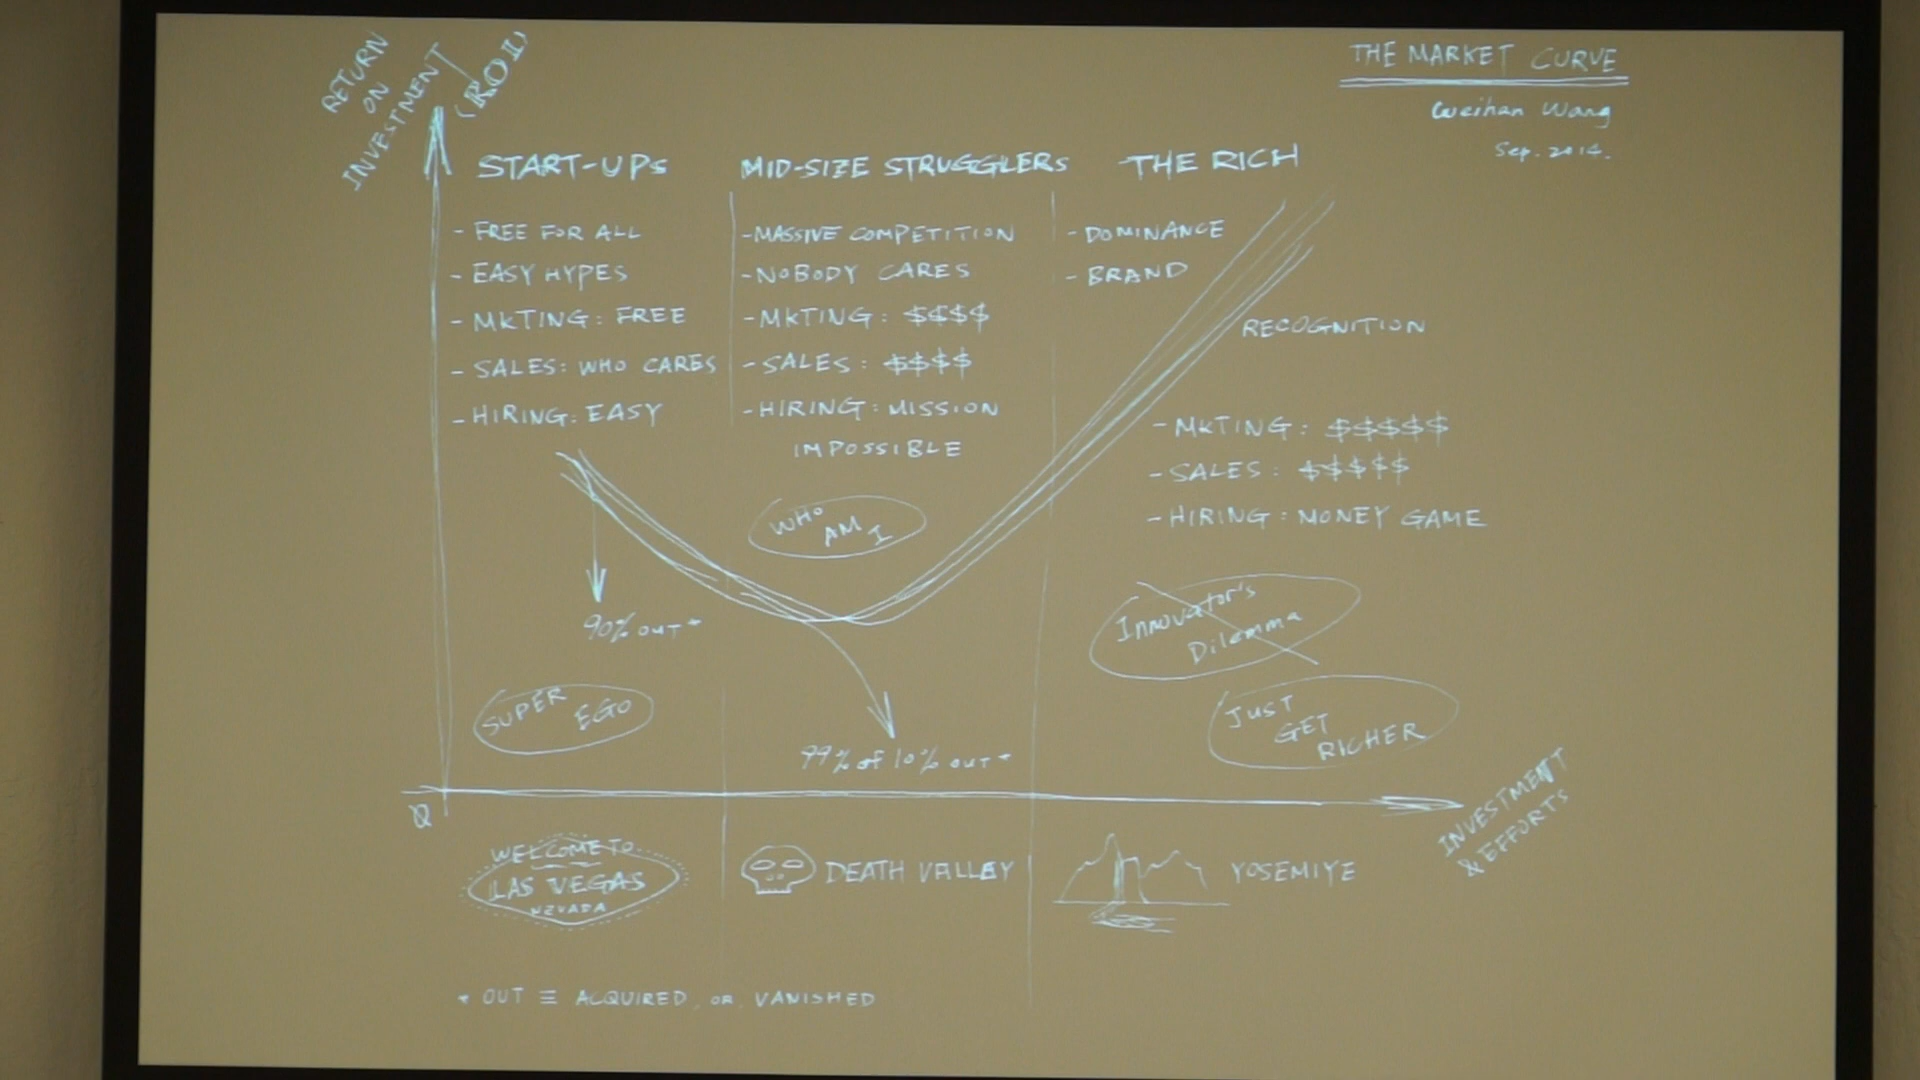 THE MARKET CURVE
Weihan Wang
Sep. 2014.
RETURN
ON
INVESTMENT
(ROI)
START-UPS
- FREE FOR ALL
- EASY HYPES
- MKTING: FREE
- SALES: WHO CARES
- HIRING: EASY
90% OUT*
SUPER
EGO
MID-SIZE STRUGGLERS
- MASSIVE COMPETITION
- NOBODY CARES
- MKTING: $$$$
- SALES: $$$$
- HIRING: MISSION
IMPOSSIBLE
WHO
AM I
99% of 10% OUT*
THE RICH
- DOMINANCE
- BRAND
RECOGNITION
- MKTING: $$$$$
- SALES: $$$$$
- HIRING: MONEY GAME
Innovator's
Dilemma
JUST
GET
RICHER
0
INVESTMENT
& EFFORTS
WELCOME TO
LAS VEGAS
NEVADA
DEATH VALLEY
YOSEMIYE
* OUT ≡ ACQUIRED OR VANISHED